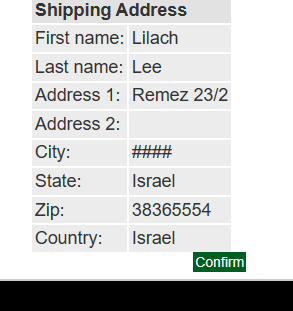 Shipping Address
First name: Lilach
Last name: Lee
Address 1: Remez 23/2
Address 2:
City: ####
State: Israel
Zip: 38365554
Country: Israel
Confirm